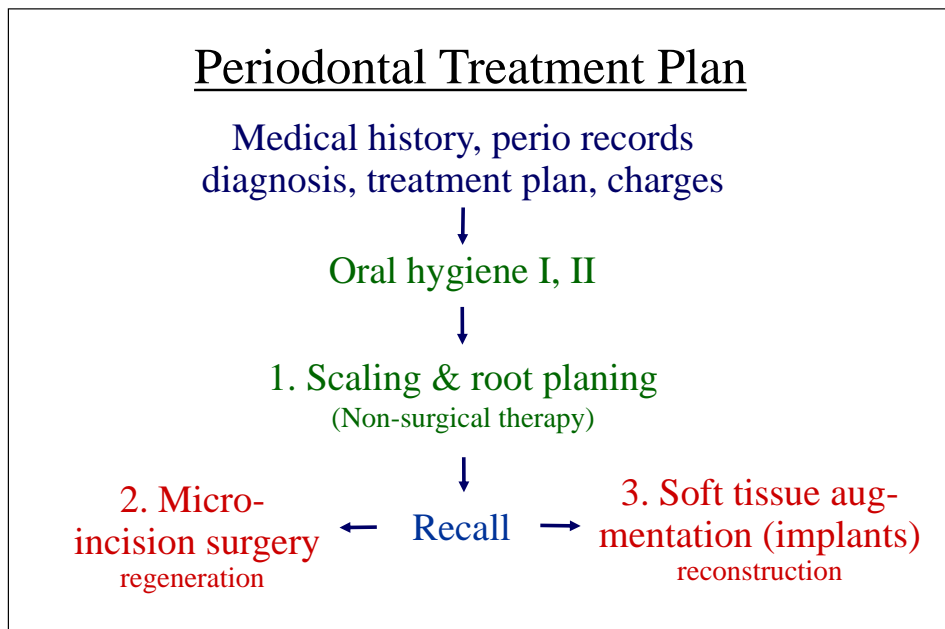 Periodontal Treatment Plan
Medical history, perio records
diagnosis, treatment plan, charges
Oral hygiene I, II
1. Scaling & root planing
(Non-surgical therapy)
2. Micro-
incision surgery
regeneration
Recall
3. Soft tissue aug-
mentation (implants)
reconstruction